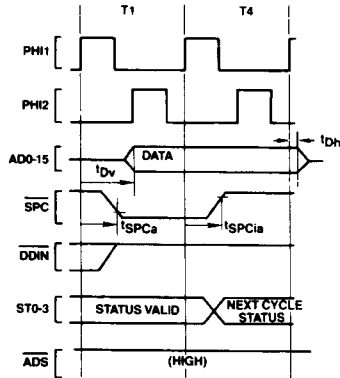 T1 T4
PHI1
PHI2
AD0-15 DATA tDh
tDv
SPC
tSPCa tSPCia
DDIN
ST0-3 STATUS VALID NEXT CYCLE
STATUS
ADS (HIGH)